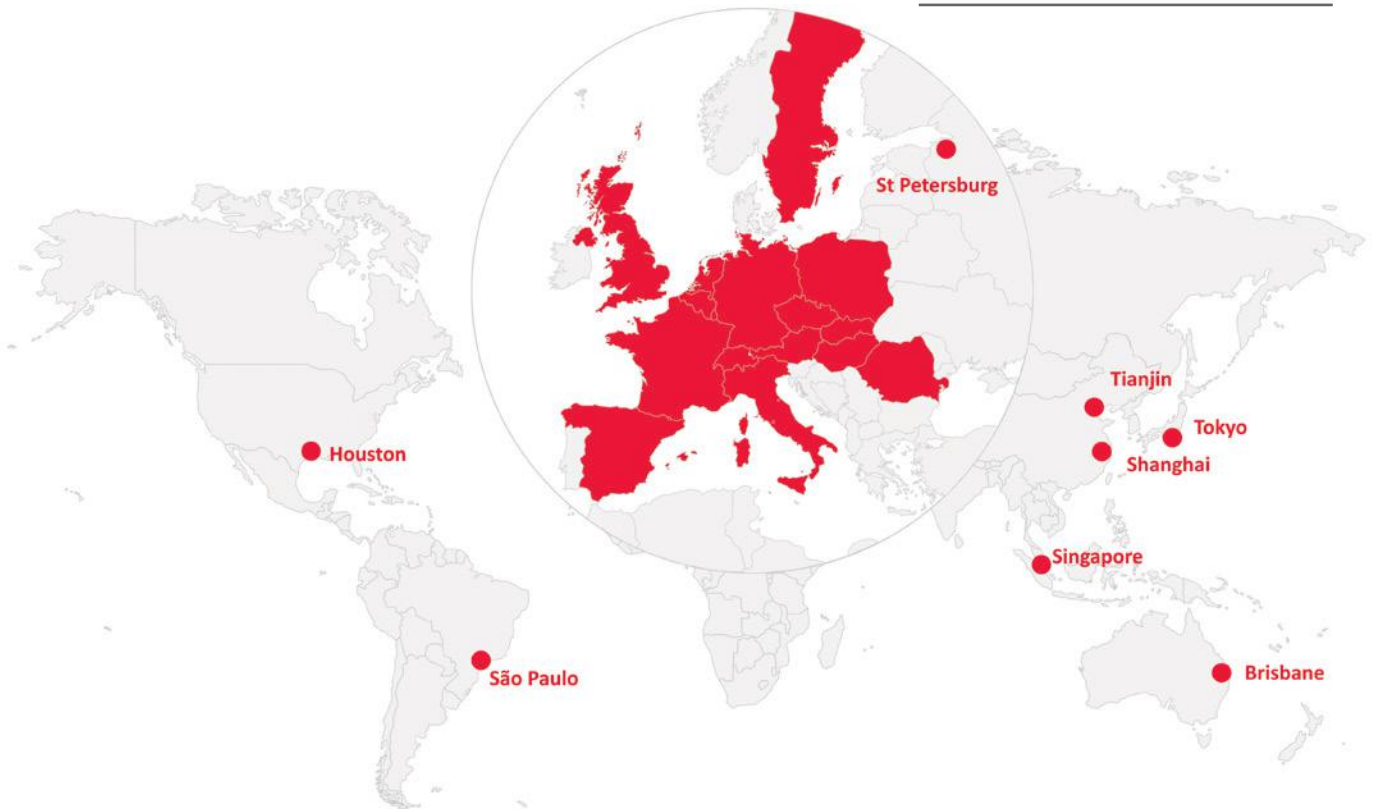 St Petersburg
Tianjin
Tokyo
Houston
Shanghai
Singapore
São Paulo
Brisbane